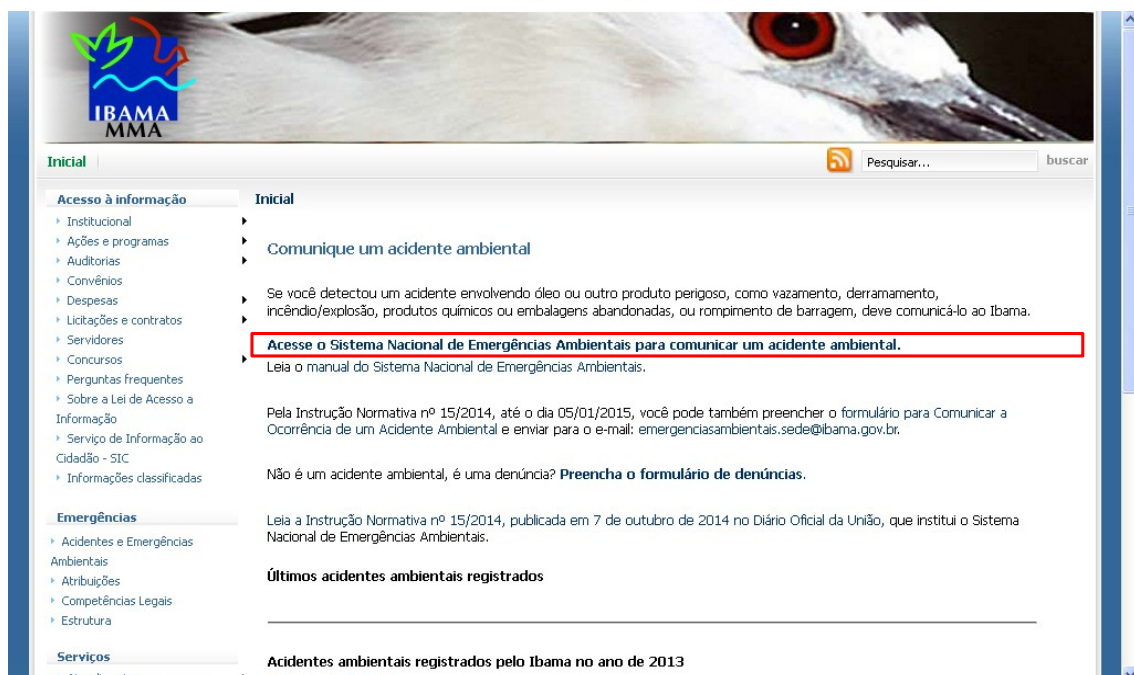 IBAMA
MMA
Inicial
Pesquisar...
buscar
Acesso à informação
Institucional
Ações e programas
Auditorias
Convênios
Despesas
Licitações e contratos
Servidores
Concursos
Perguntas frequentes
Sobre a Lei de Acesso a
Informação
Serviço de Informação ao
Cidadão - SIC
Informações classificadas
Emergências
Acidentes e Emergências
Ambientais
Atribuições
Competências Legais
Estrutura
Serviços
Inicial
Comunique um acidente ambiental
Se você detectou um acidente envolvendo óleo ou outro produto perigoso, como vazamento, derramamento,
incêndio/explosão, produtos químicos ou embalagens abandonadas, ou rompimento de barragem, deve comunicá-lo ao Ibama.
Acesse o Sistema Nacional de Emergências Ambientais para comunicar um acidente ambiental.
Leia o manual do Sistema Nacional de Emergências Ambientais.
Pela Instrução Normativa nº 15/2014, até o dia 05/01/2015, você pode também preencher o formulário para Comunicar a
Ocorrência de um Acidente Ambiental e enviar para o e-mail: emergenciasambientais.sede@ibama.gov.br.
Não é um acidente ambiental, é uma denúncia? Preencha o formulário de denúncias.
Leia a Instrução Normativa nº 15/2014, publicada em 7 de outubro de 2014 no Diário Oficial da União, que institui o Sistema
Nacional de Emergências Ambientais.
Últimos acidentes ambientais registrados
Acidentes ambientais registrados pelo Ibama no ano de 2013